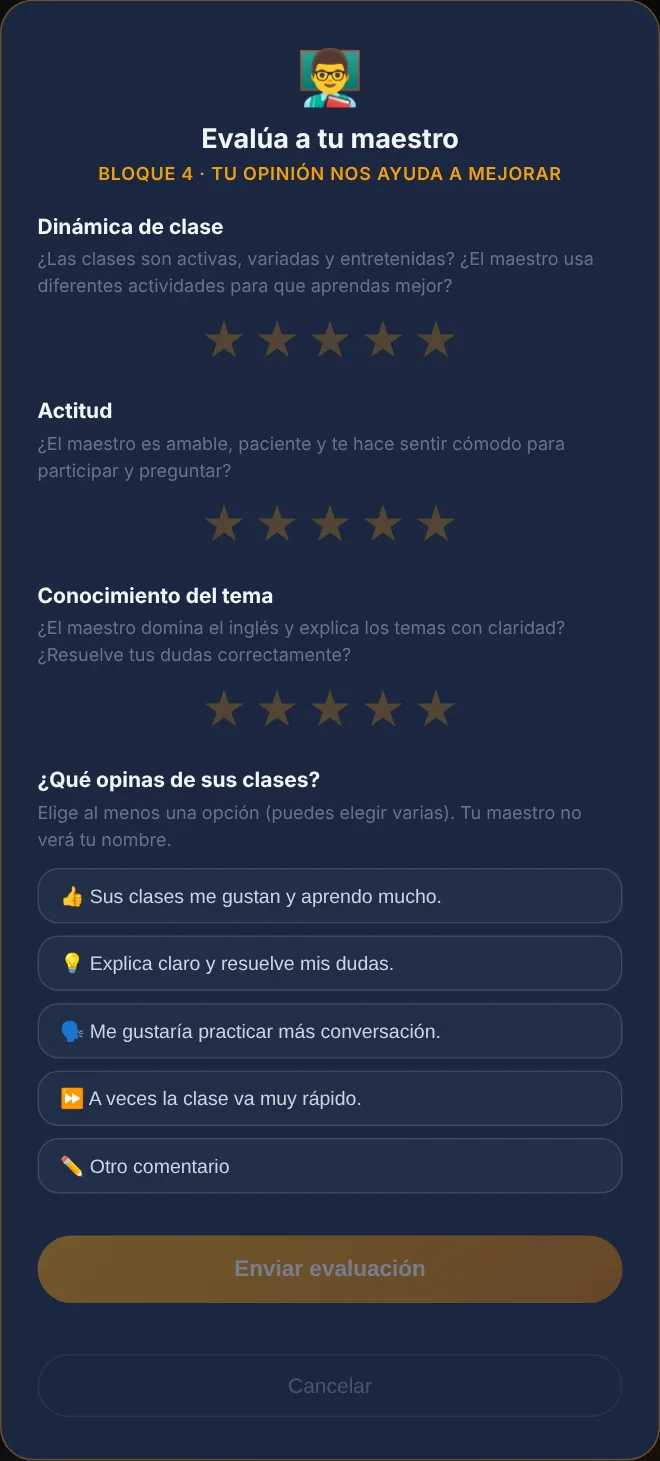 Evalúa a tu maestro
BLOQUE 4 · TU OPINIÓN NOS AYUDA A MEJORAR
Dinámica de clase
¿Las clases son activas, variadas y entretenidas? ¿El maestro usa
diferentes actividades para que aprendas mejor?
Actitud
¿El maestro es amable, paciente y te hace sentir cómodo para
participar y preguntar?
Conocimiento del tema
¿El maestro domina el inglés y explica los temas con claridad?
¿Resuelve tus dudas correctamente?
¿Qué opinas de sus clases?
Elige al menos una opción (puedes elegir varias). Tu maestro no
verá tu nombre.
👍 Sus clases me gustan y aprendo mucho.
💡 Explica claro y resuelve mis dudas.
🗣️ Me gustaría practicar más conversación.
⏩ A veces la clase va muy rápido.
✏️ Otro comentario
Enviar evaluación
Cancelar